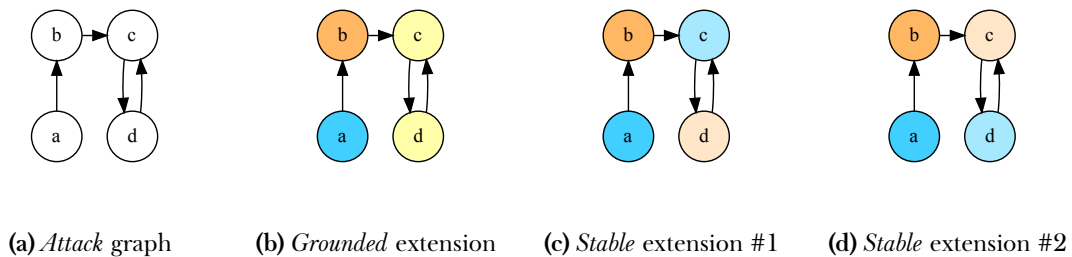 b c
a d
b c
a d
b c
a d
b c
a d
(a) Attack graph
(b) Grounded extension
(c) Stable extension #1
(d) Stable extension #2